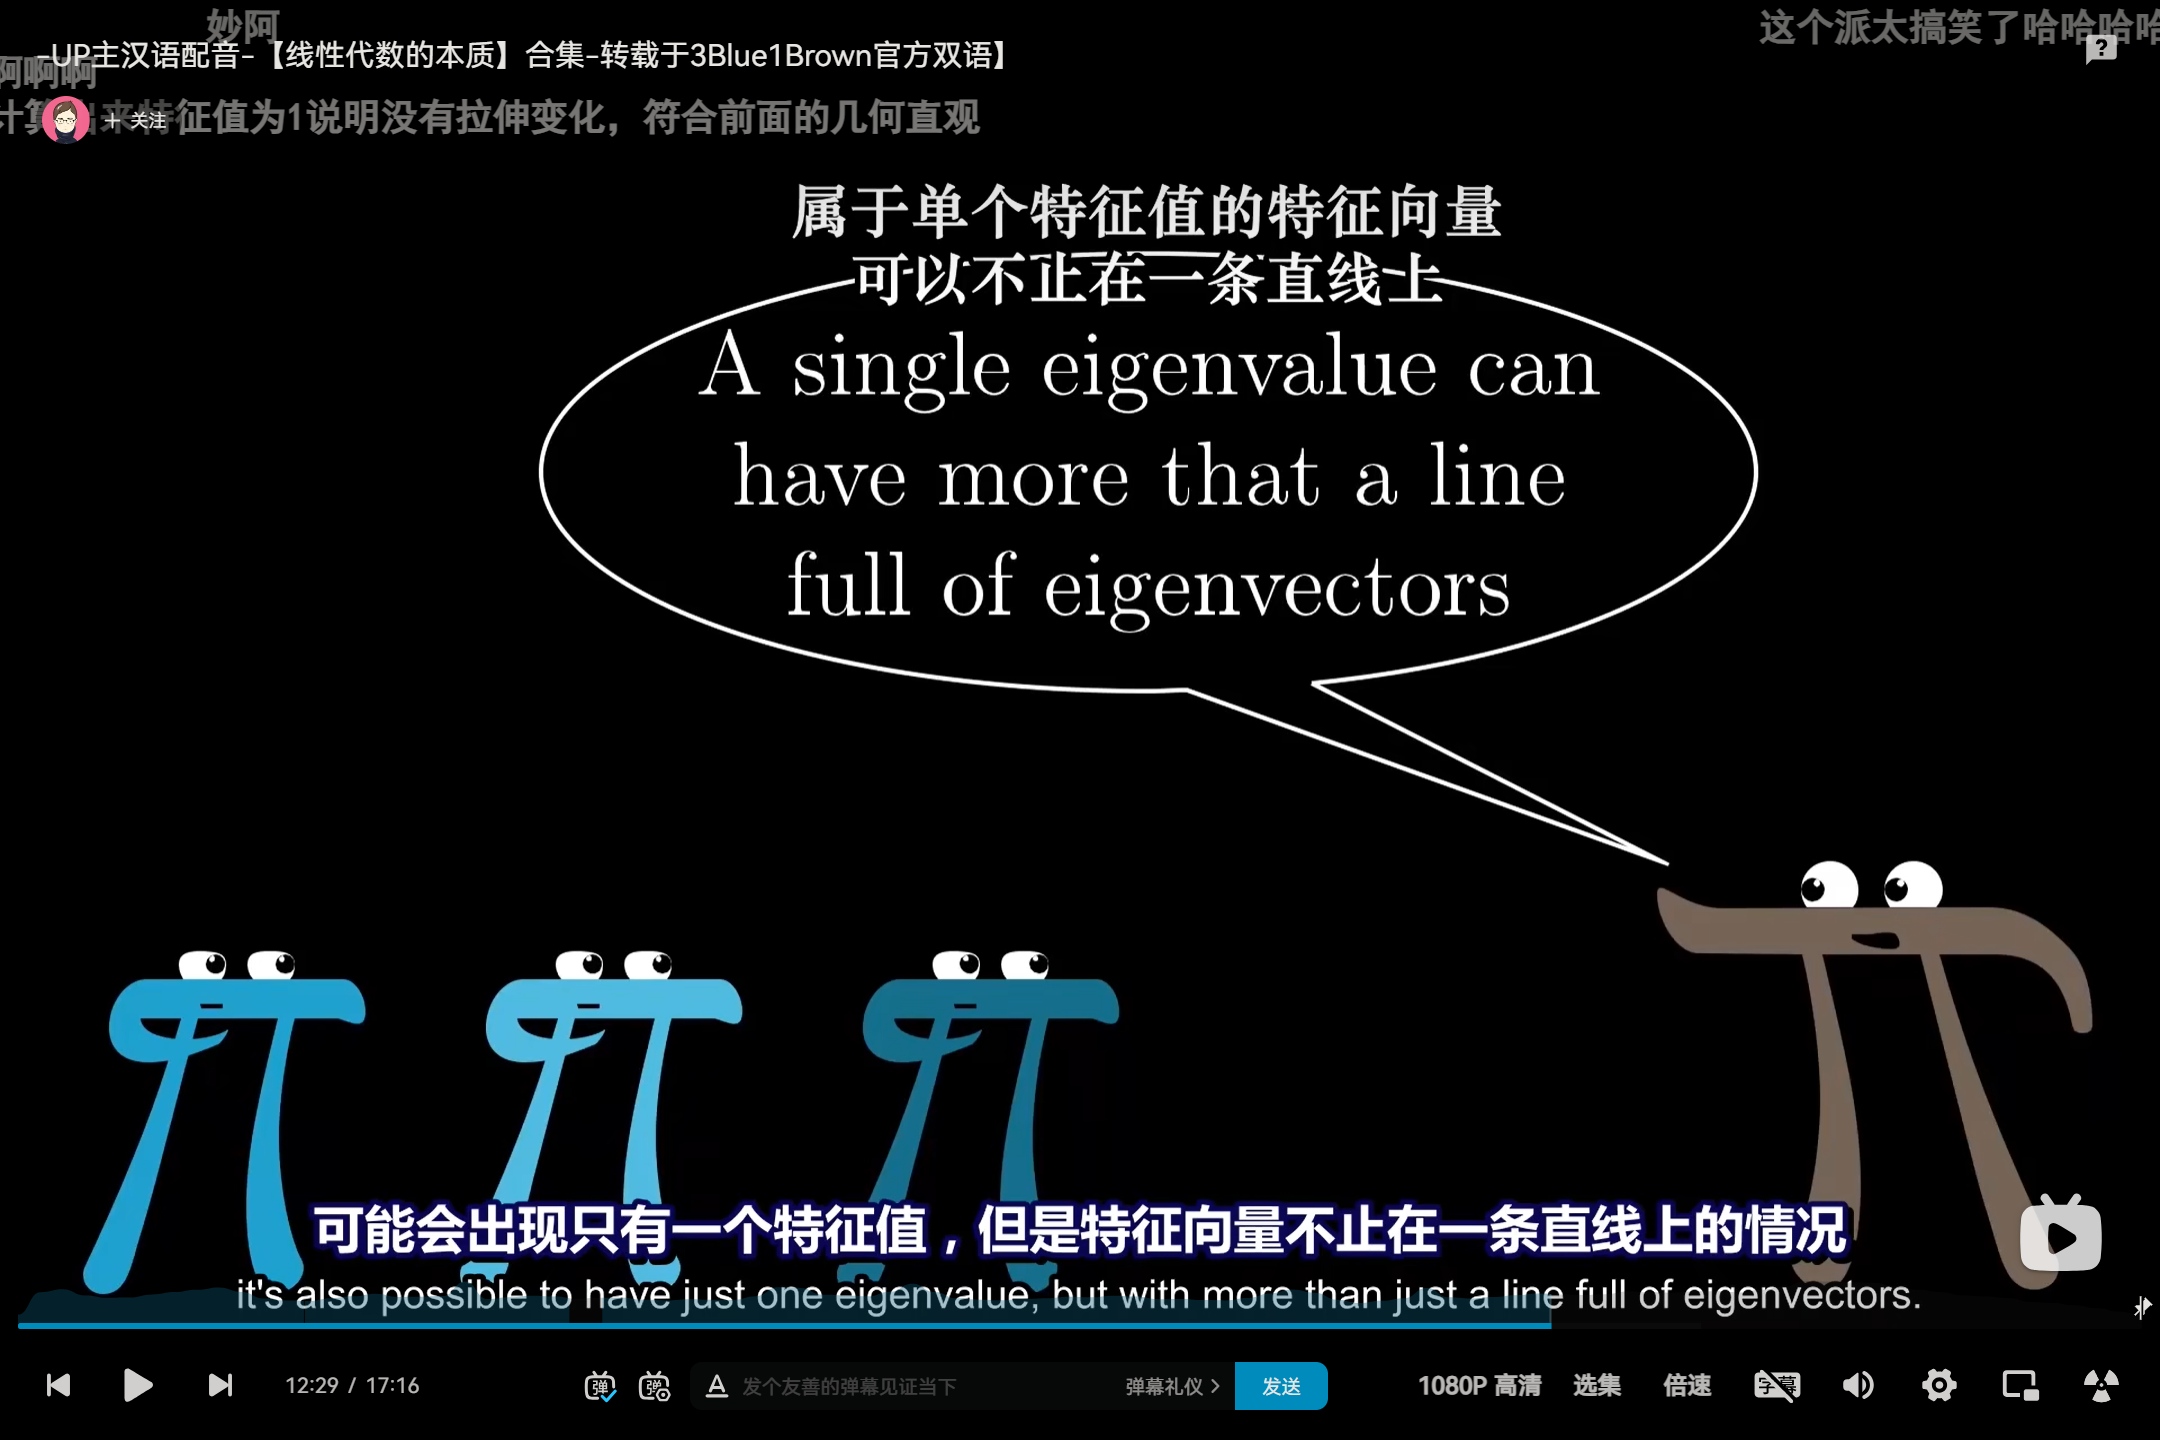 妙阿
这个派太搞笑了哈哈哈哈
-UP主汉语配音-【线性代数的本质】合集-转载于3Blue1Brown官方双语】
阿啊啊
计算出来特征值为1说明没有拉伸变化，符合前面的几何直观
+ 关注
属于单个特征值的特征向量
可以不止在一条直线上
A single eigenvalue can
have more that a line
full of eigenvectors
可能会出现只有一个特征值，但是特征向量不止在一条直线上的情况
it's also possible to have just one eigenvalue, but with more than just a line full of eigenvectors.
12:29 / 17:16
弹
弹
A
发个友善的弹幕见证当下
弹幕礼仪 >
发送
1080P 高清
选集
倍速
字幕